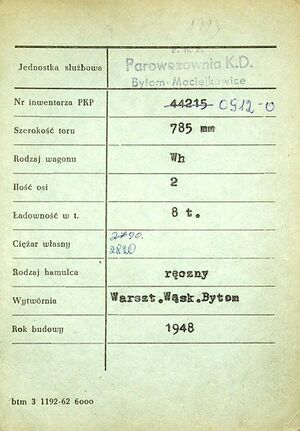 P. K. P.
Jednostka służbowa Parowozownia K.D.
Bytom-Maciejkowice
Nr inwentarza PKP 44215 0912-0
Szerokość toru 785 mm
Rodzaj wagonu Wh
Ilość osi 2
Ładowność w t. 8 t.
Ciężar własny
2820
Rodzaj hamulca ręczny
Wytwórnia Warszt.Wąsk.Bytom
Rok budowy 1948
btm 3 1192-62 6000